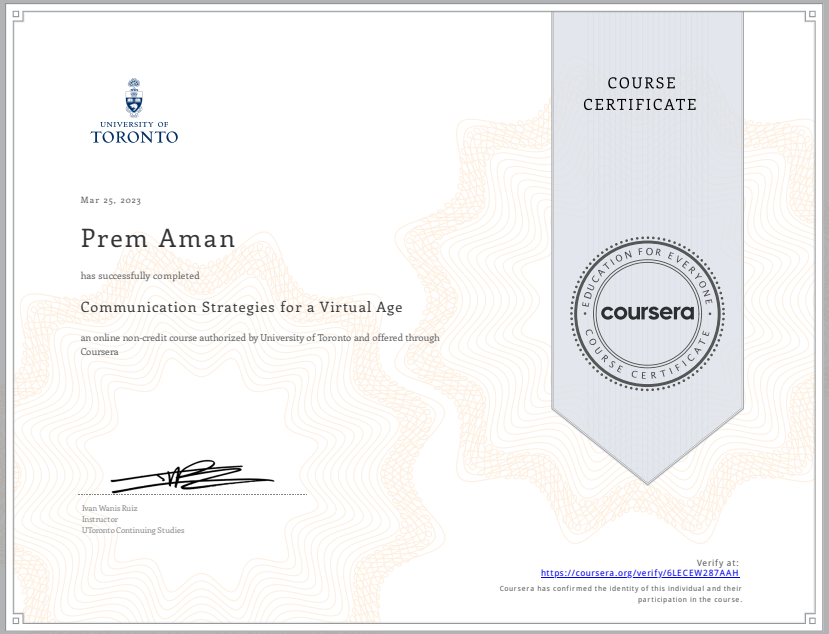 UNIVERSITY OF
TORONTO
COURSE
CERTIFICATE
Mar 25, 2023
Prem Aman
has successfully completed
Communication Strategies for a Virtual Age
an online non-credit course authorized by University of Toronto and offered through
Coursera
EDUCATION FOR EVERYONE
coursera
COURSE CERTIFICATE
Ivan Wanis Ruiz
Instructor
UToronto Continuing Studies
Verify at:
https://coursera.org/verify/6LECEW287AAH
Coursera has confirmed the identity of this individual and their
participation in the course.